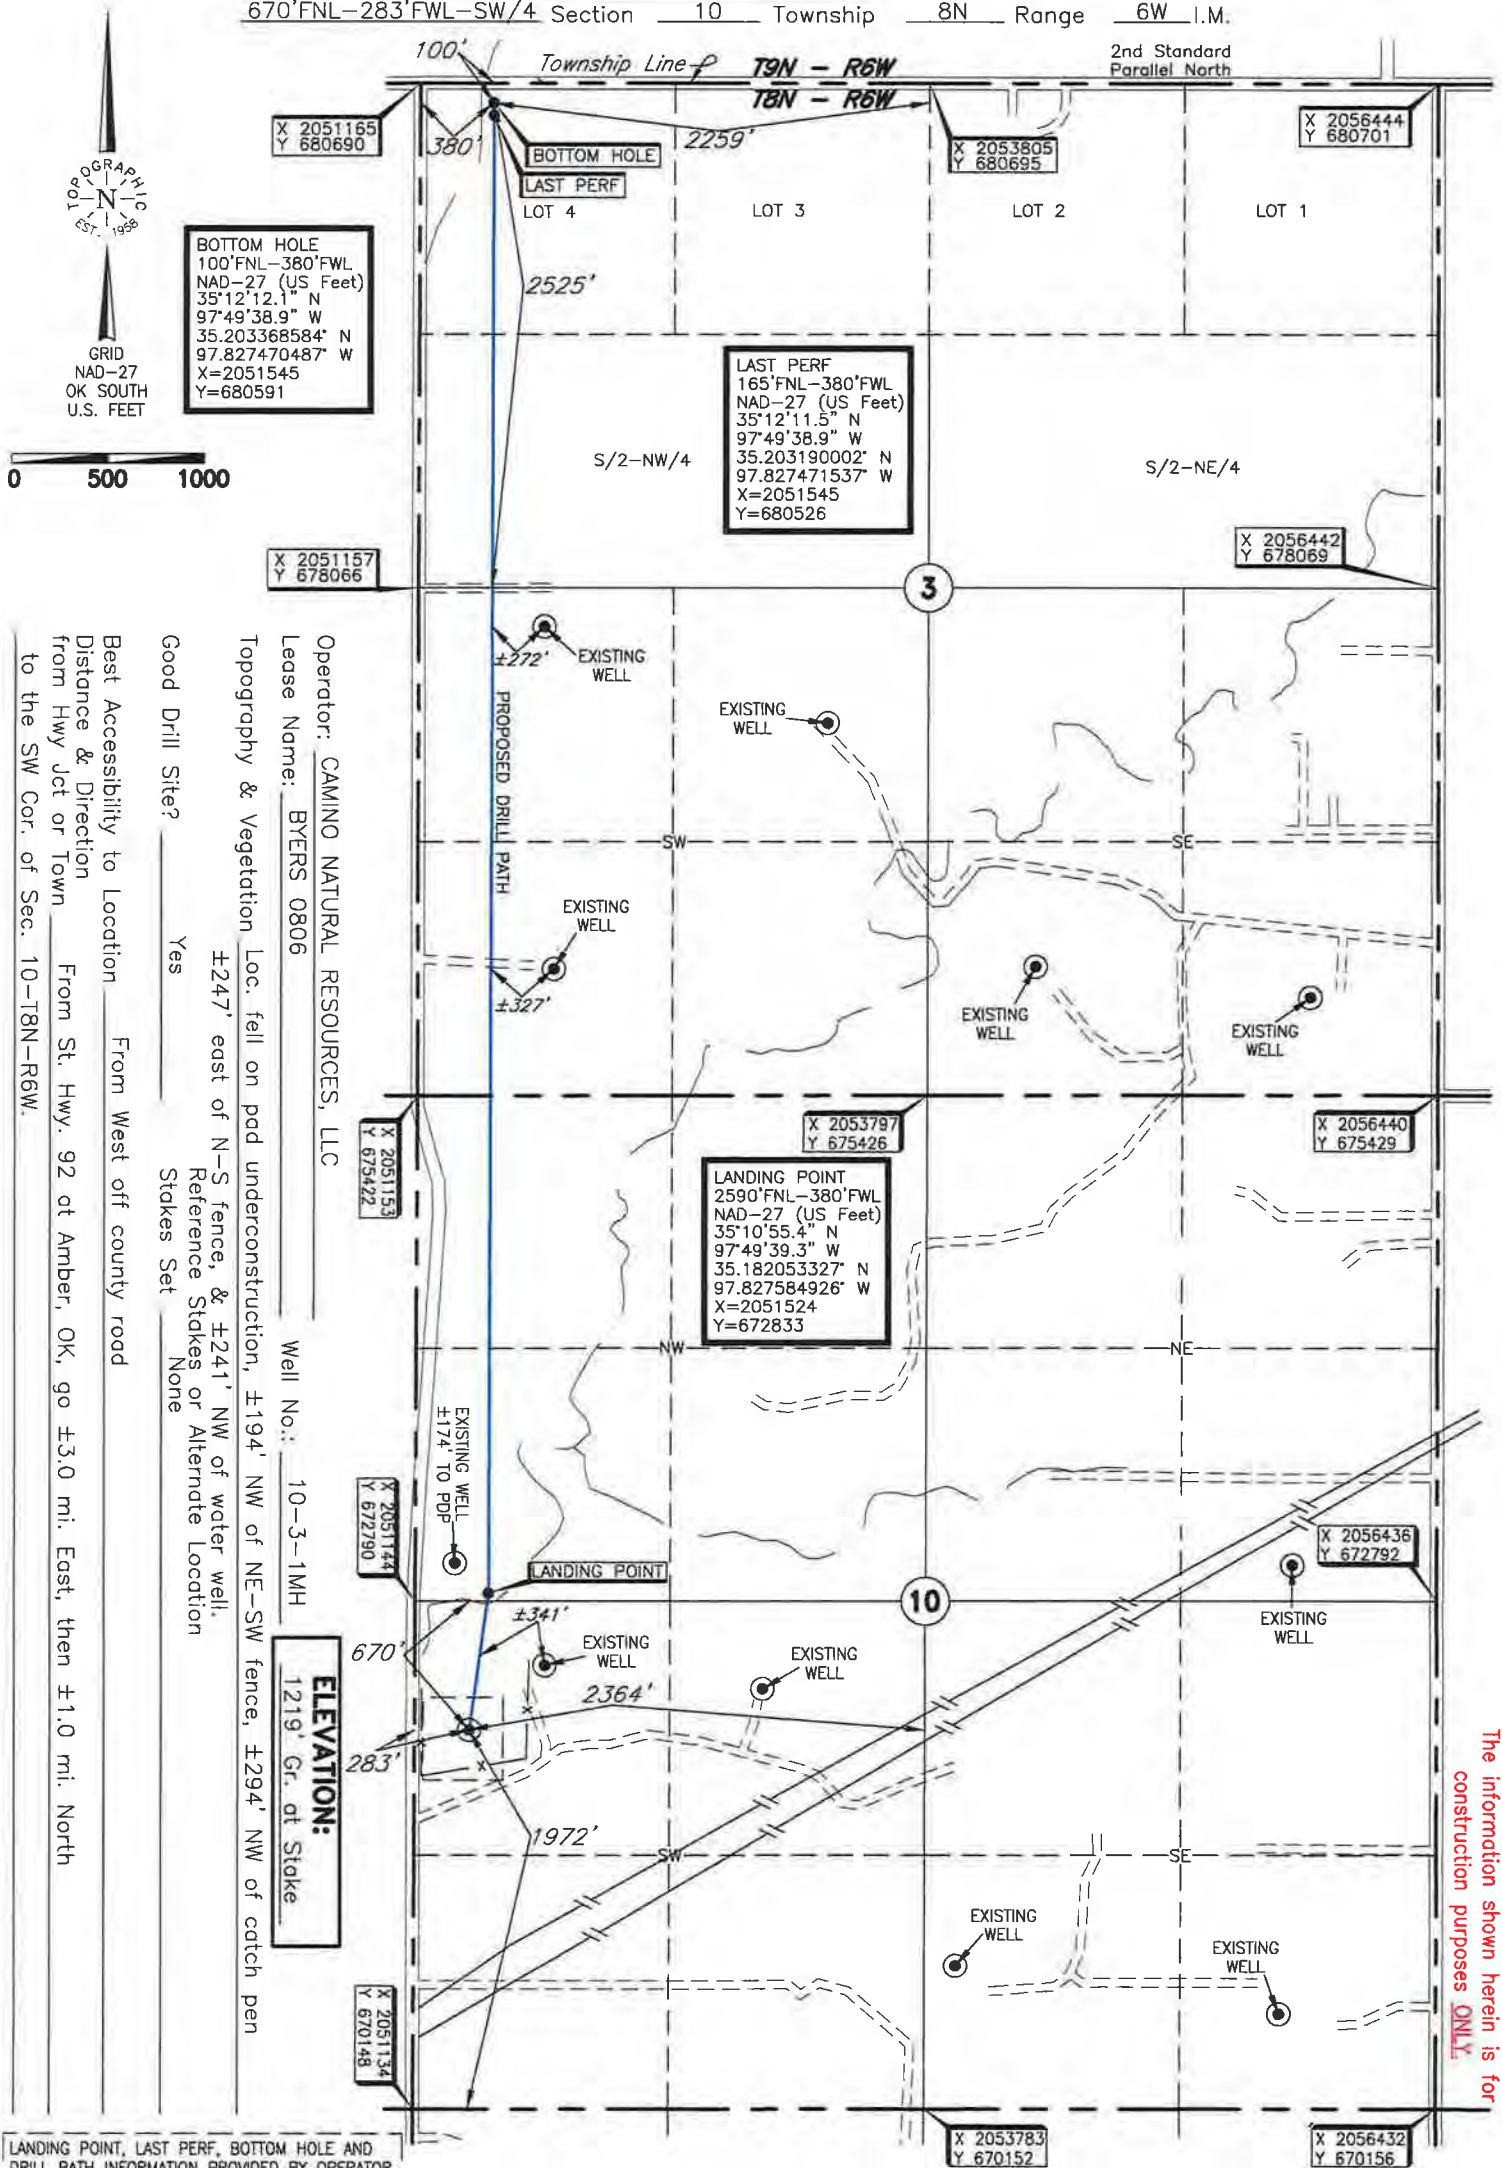 670'FNL-283'FWL-SW/4 Section 10 Township 8N Range 6W I.M.
100'
Township Line
T9N - R6W
T8N - R6W
2nd Standard
Parallel North
X 2051165
Y 680690
380'
BOTTOM HOLE
LAST PERF
2259'
X 2053805
Y 680695
X 2056444
Y 680701
TOPOGRAPHIC
N
EST. 1958
LOT 4
LOT 3
LOT 2
LOT 1
BOTTOM HOLE
100'FNL-380'FWL
NAD-27 (US Feet)
35°12'12.1" N
97°49'38.9" W
35.203368584° N
97.827470487° W
X=2051545
Y=680591
2525'
GRID
NAD-27
OK SOUTH
U.S. FEET
0 500 1000
LAST PERF
165'FNL-380'FWL
NAD-27 (US Feet)
35°12'11.5" N
97°49'38.9" W
35.203190002° N
97.827471537° W
X=2051545
Y=680526
S/2-NW/4
S/2-NE/4
X 2051157
Y 678066
X 2056442
Y 678069
3
±272'
EXISTING
WELL
EXISTING
WELL
PROPOSED DRILL PATH
SW
SE
EXISTING
WELL
±327'
EXISTING
WELL
EXISTING
WELL
X 2051153
Y 675422
X 2053797
Y 675426
X 2056440
Y 675429
LANDING POINT
2590'FNL-380'FWL
NAD-27 (US Feet)
35°10'55.4" N
97°49'39.3" W
35.182053327° N
97.827584926° W
X=2051524
Y=672833
NW
NE
EXISTING WELL
±174' TO PDP
X 2051144
Y 672790
LANDING POINT
X 2056436
Y 672792
10
EXISTING
WELL
670'
±341'
EXISTING
WELL
EXISTING
WELL
2364'
283'
1972'
SW
SE
EXISTING
WELL
EXISTING
WELL
X 2051134
Y 670148
X 2053783
Y 670152
X 2056432
Y 670156
Operator: CAMINO NATURAL RESOURCES, LLC
Lease Name: BYERS 0806 Well No.: 10-3-1MH
ELEVATION:
1219' Gr. at Stake
Topography & Vegetation Loc. fell on pad underconstruction, ±194' NW of NE-SW fence, ±294' NW of catch pen
±247' east of N-S fence, & ±241' NW of water well.
Reference Stakes or Alternate Location
Good Drill Site? Yes Stakes Set None
Best Accessibility to Location From West off county road
Distance & Direction
from Hwy Jct or Town From St. Hwy. 92 at Amber, OK, go ±3.0 mi. East, then ±1.0 mi. North
to the SW Cor. of Sec. 10-T8N-R6W.
The information shown herein is for
construction purposes ONLY.
LANDING POINT, LAST PERF, BOTTOM HOLE AND
DRILL PATH INFORMATION PROVIDED BY OPERATOR